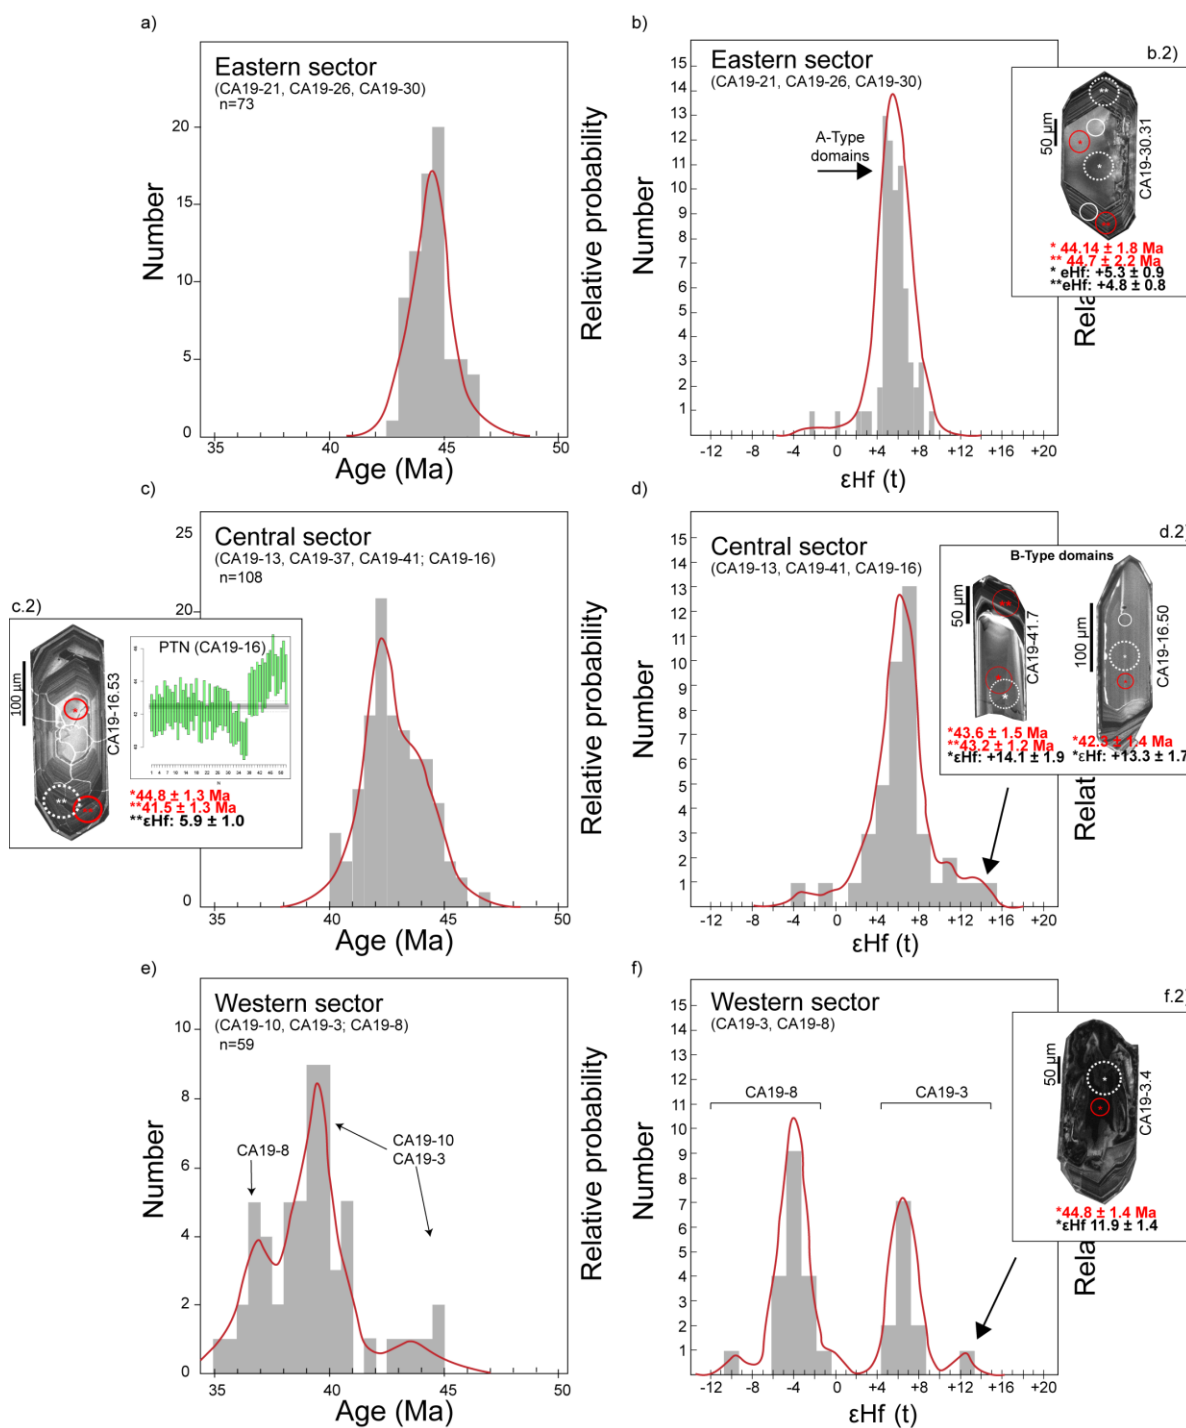 a)
Eastern sector
(CA19-21, CA19-26, CA19-30)
n=73
20
15
10
5
0
Number
Relative probability
35
40
45
50
Age (Ma)
b)
Eastern sector
(CA19-21, CA19-26, CA19-30)
A-Type
domains
15
14
13
12
11
10
9
8
7
6
5
4
3
2
1
Number
-12
-8
-4
0
+4
+8
+12
+16
+20
εHf (t)
Rela
b.2)
50 µm
CA19-30.31
* 44.14 ± 1.8 Ma
** 44.7 ± 2.2 Ma
* eHf: +5.3 ± 0.9
**eHf: +4.8 ± 0.8
c)
Central sector
(CA19-13, CA19-37, CA19-41; CA19-16)
n=108
25
20
0
Relative probability
35
40
45
50
Age (Ma)
c.2)
100 µm
CA19-16.53
PTN (CA19-16)
*44.8 ± 1.3 Ma
**41.5 ± 1.3 Ma
**εHf: 5.9 ± 1.0
d)
Central sector
(CA19-13, CA19-41, CA19-16)
15
14
13
12
11
10
9
8
7
6
5
4
3
2
1
Number
-12
-8
-4
0
+4
+8
+12
+16
+20
εHf (t)
Relat
d.2)
B-Type domains
50 µm
CA19-41.7
100 µm
CA19-16.50
*43.6 ± 1.5 Ma
**43.2 ± 1.2 Ma
*εHf: +14.1 ± 1.9
*42.3 ± 1.4 Ma
*εHf: +13.3 ± 1.7
e)
Western sector
(CA19-10, CA19-3; CA19-8)
n=59
10
8
6
4
2
0
Number
CA19-8
CA19-10
CA19-3
Relative probability
35
40
45
50
Age (Ma)
f)
Western sector
(CA19-3, CA19-8)
15
14
13
12
11
10
9
8
7
6
5
4
3
2
1
Number
CA19-8
CA19-3
-12
-8
-4
0
+4
+8
+12
+16
+20
εHf (t)
Rela
f.2)
50 µm
CA19-3.4
*44.8 ± 1.4 Ma
*εHf 11.9 ± 1.4